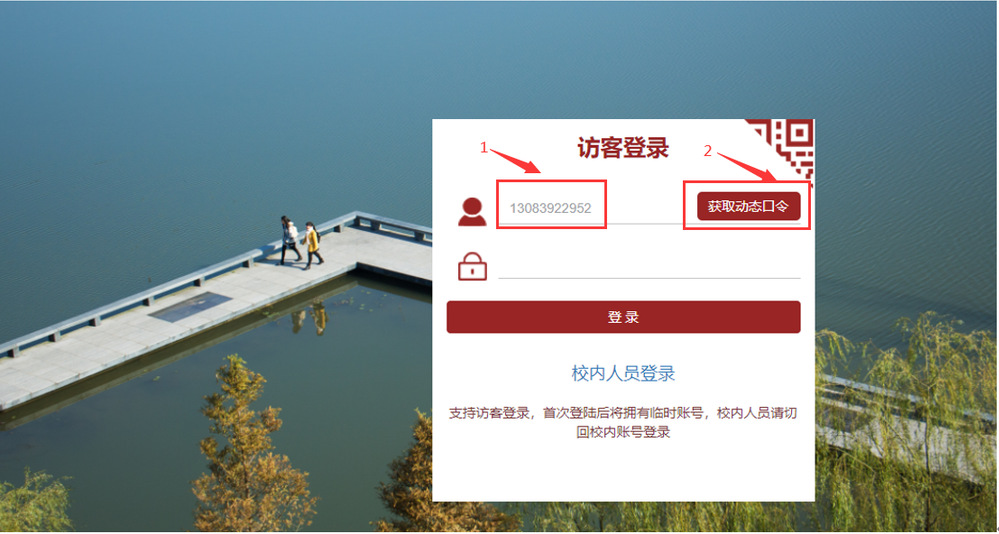 访客登录
1
2
13083922952
获取动态口令
登 录
校内人员登录
支持访客登录，首次登陆后将拥有临时账号，校内人员请切
回校内账号登录